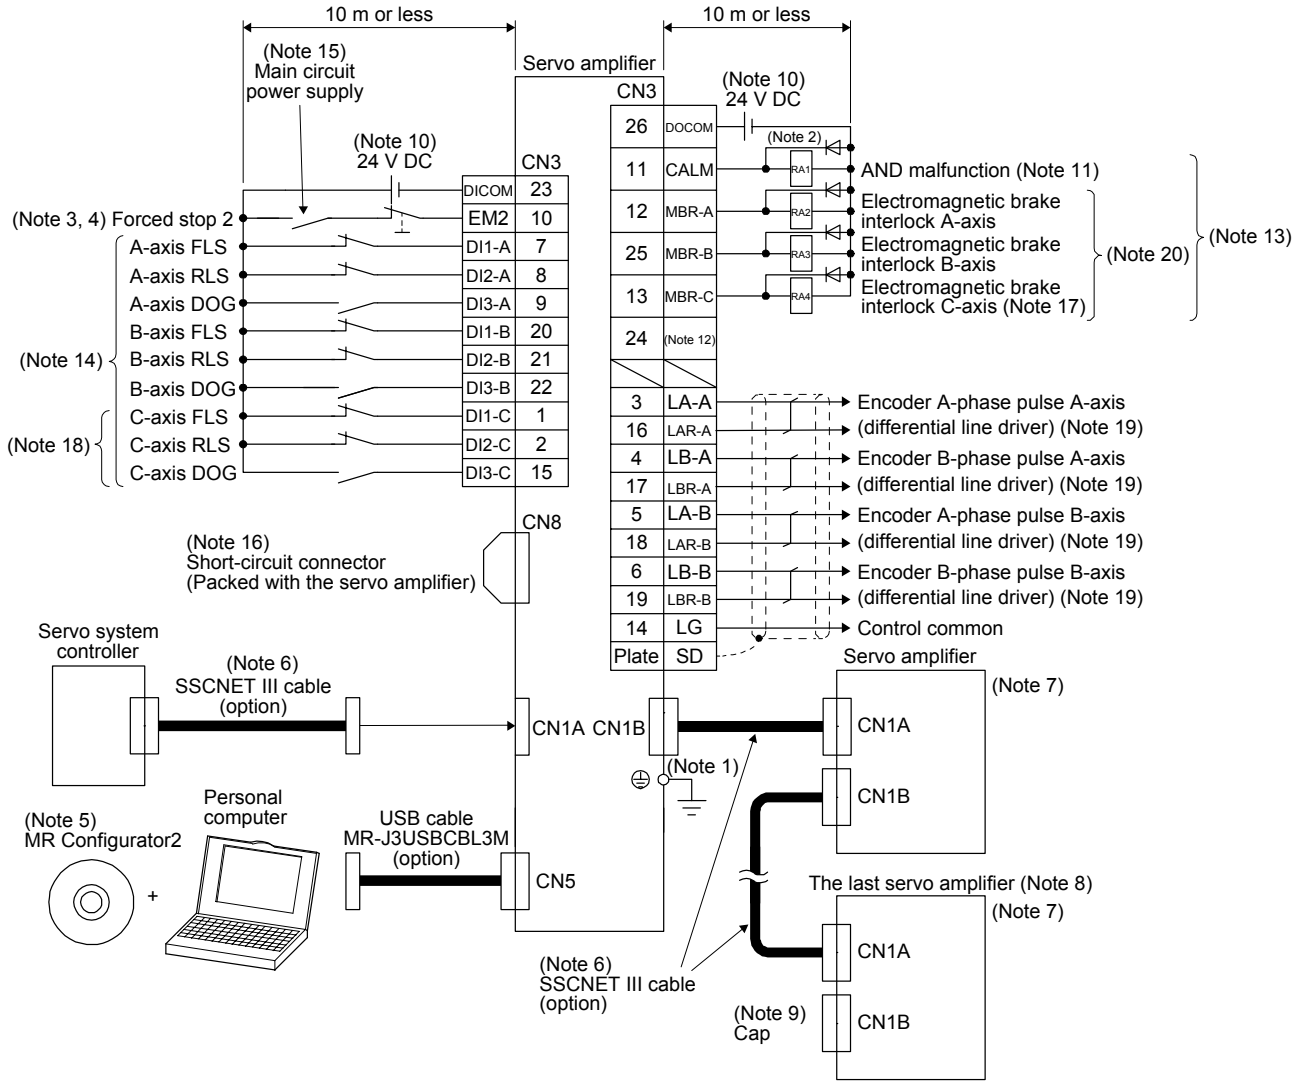 10 m or less
10 m or less
(Note 15)
Main circuit
power supply
Servo amplifier
(Note 10)
24 V DC
CN3
(Note 10)
24 V DC
CN3
DICOM 23
(Note 3, 4) Forced stop 2 EM2 10
A-axis FLS DI1-A 7
A-axis RLS DI2-A 8
A-axis DOG DI3-A 9
B-axis FLS DI1-B 20
(Note 14) B-axis RLS DI2-B 21
B-axis DOG DI3-B 22
C-axis FLS DI1-C 1
(Note 18) C-axis RLS DI2-C 2
C-axis DOG DI3-C 15
26 DOCOM
(Note 2)
11 CALM RA1 AND malfunction (Note 11)
12 MBR-A RA2 Electromagnetic brake
interlock A-axis
25 MBR-B RA3 Electromagnetic brake
interlock B-axis
13 MBR-C RA4 Electromagnetic brake
interlock C-axis (Note 17)
(Note 20)
(Note 13)
24 (Note 12)
3 LA-A Encoder A-phase pulse A-axis
16 LAR-A (differential line driver) (Note 19)
4 LB-A Encoder B-phase pulse A-axis
17 LBR-A (differential line driver) (Note 19)
5 LA-B Encoder A-phase pulse B-axis
18 LAR-B (differential line driver) (Note 19)
6 LB-B Encoder B-phase pulse B-axis
19 LBR-B (differential line driver) (Note 19)
14 LG Control common
Plate SD
CN8
(Note 16)
Short-circuit connector
(Packed with the servo amplifier)
Servo system
controller
(Note 6)
SSCNET III cable
(option)
CN1A CN1B
(Note 1)
Servo amplifier
(Note 7)
CN1A
CN1B
(Note 5)
MR Configurator2
+
Personal
computer
USB cable
MR-J3USBCBL3M
(option)
CN5
The last servo amplifier (Note 8)
(Note 7)
CN1A
CN1B
(Note 6)
SSCNET III cable
(option)
(Note 9)
Cap